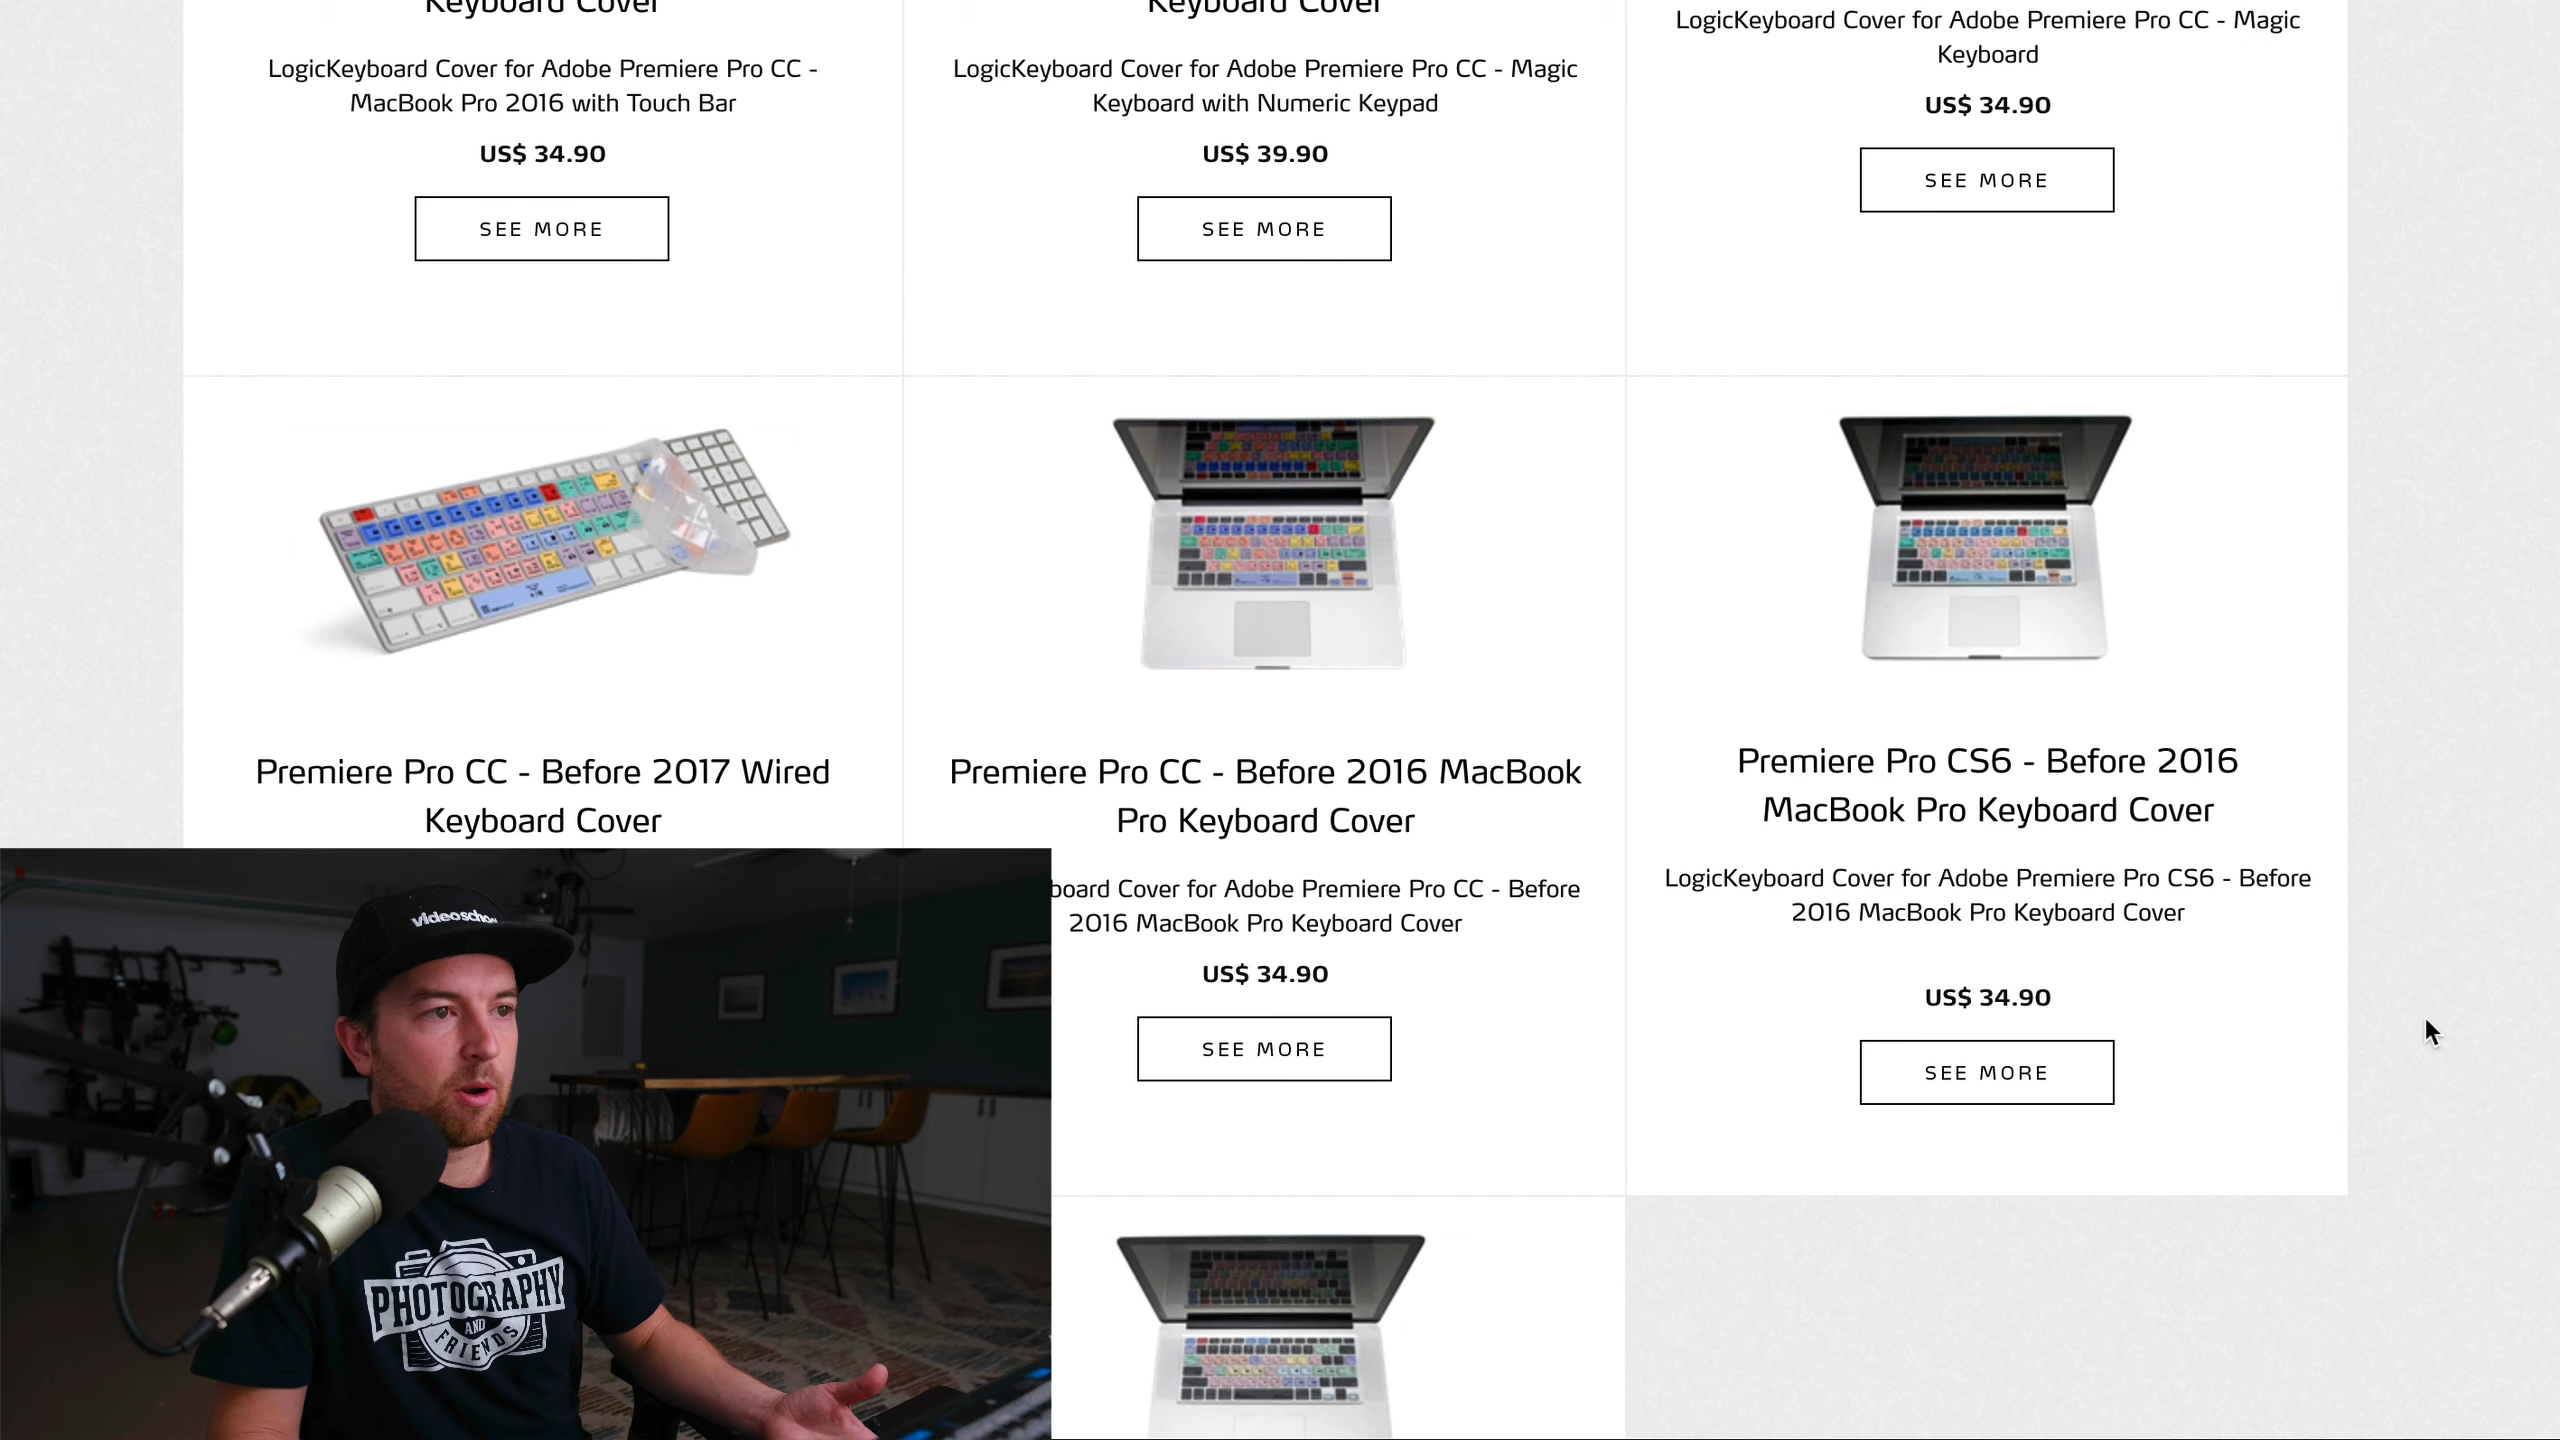 Keyboard Cover
LogicKeyboard Cover for Adobe Premiere Pro CC -
MacBook Pro 2016 with Touch Bar
US$ 34.90
SEE MORE
Keyboard Cover
LogicKeyboard Cover for Adobe Premiere Pro CC - Magic
Keyboard with Numeric Keypad
US$ 39.90
SEE MORE
LogicKeyboard Cover for Adobe Premiere Pro CC - Magic
Keyboard
US$ 34.90
SEE MORE
Premiere Pro CC - Before 2017 Wired
Keyboard Cover
Premiere Pro CC - Before 2016 MacBook
Pro Keyboard Cover
board Cover for Adobe Premiere Pro CC - Before
2016 MacBook Pro Keyboard Cover
US$ 34.90
SEE MORE
Premiere Pro CS6 - Before 2016
MacBook Pro Keyboard Cover
LogicKeyboard Cover for Adobe Premiere Pro CS6 - Before
2016 MacBook Pro Keyboard Cover
US$ 34.90
SEE MORE
PHOTOGRAPHY
AND
FRIENDS